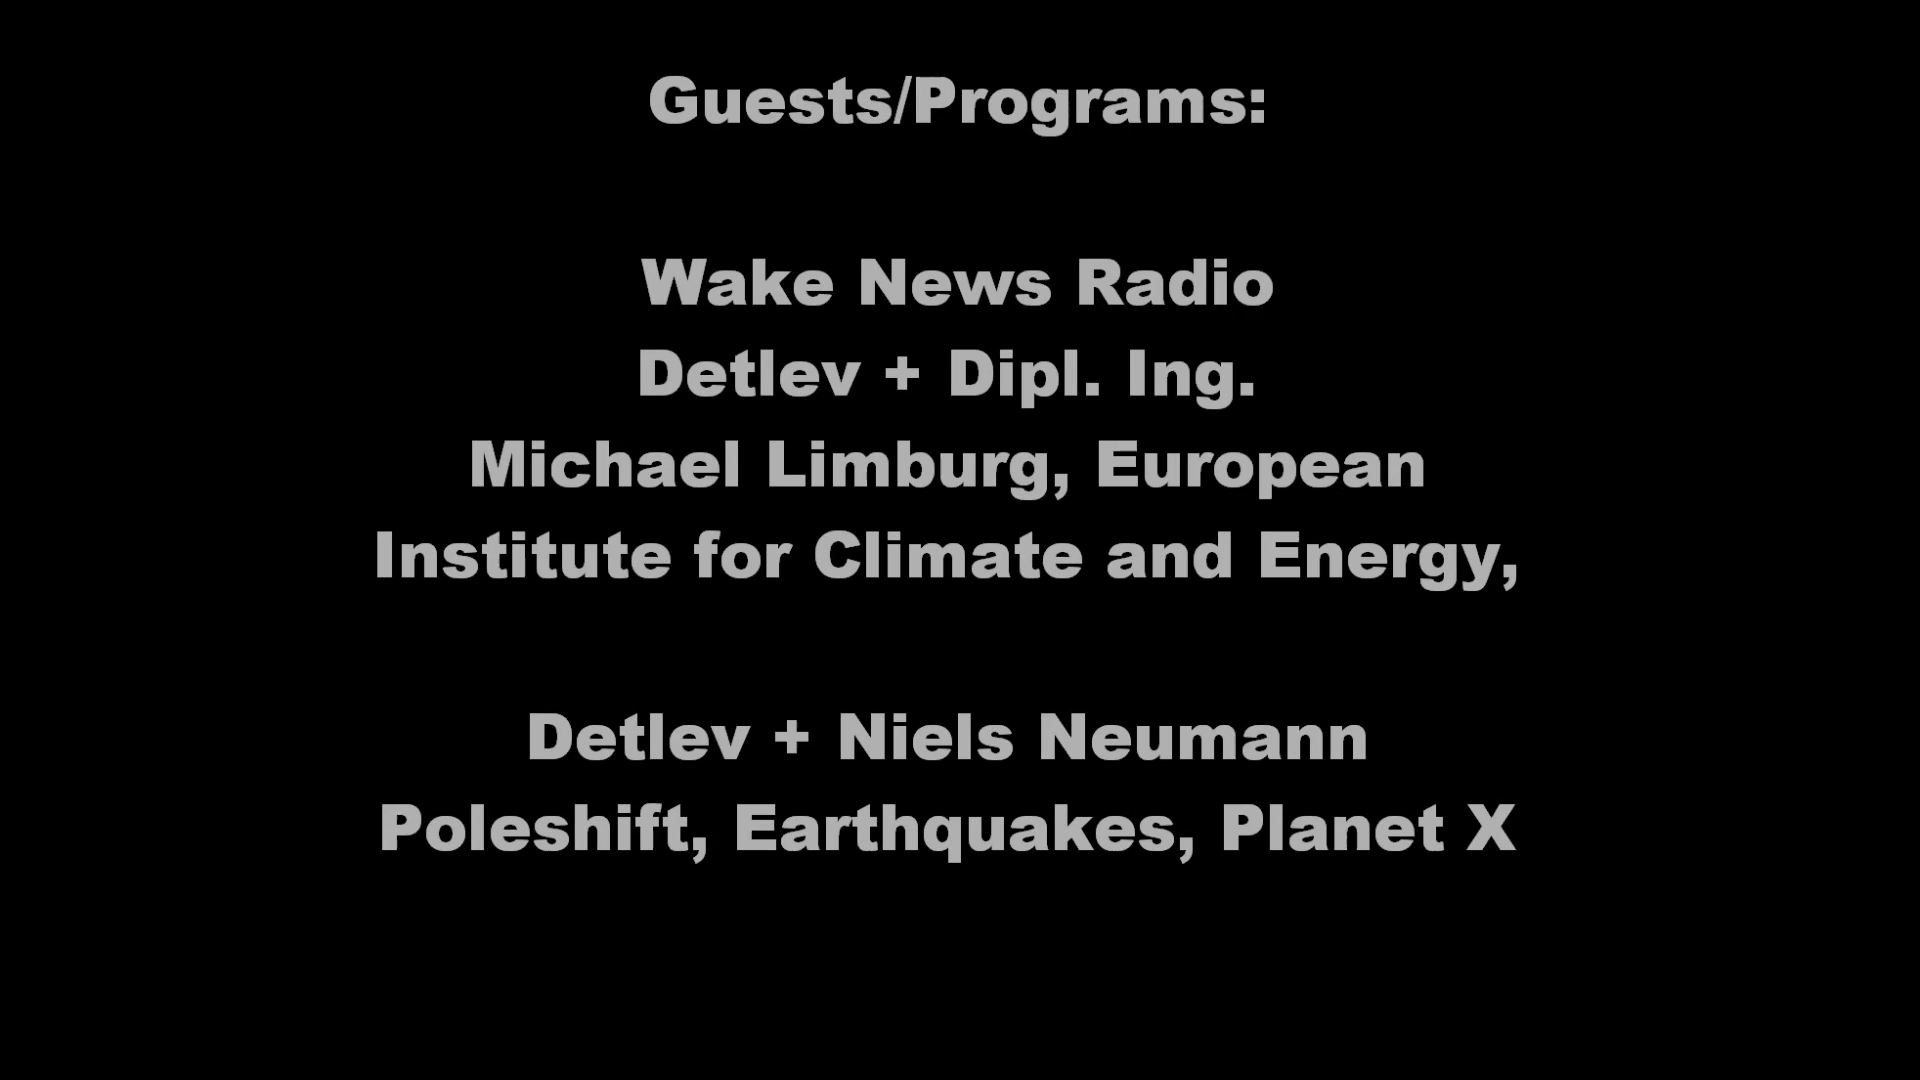 Guests/Programs:
Wake News Radio
Detlev + Dipl. Ing.
Michael Limburg, European
Institute for Climate and Energy,
Detlev + Niels Neumann
Poleshift, Earthquakes, Planet X